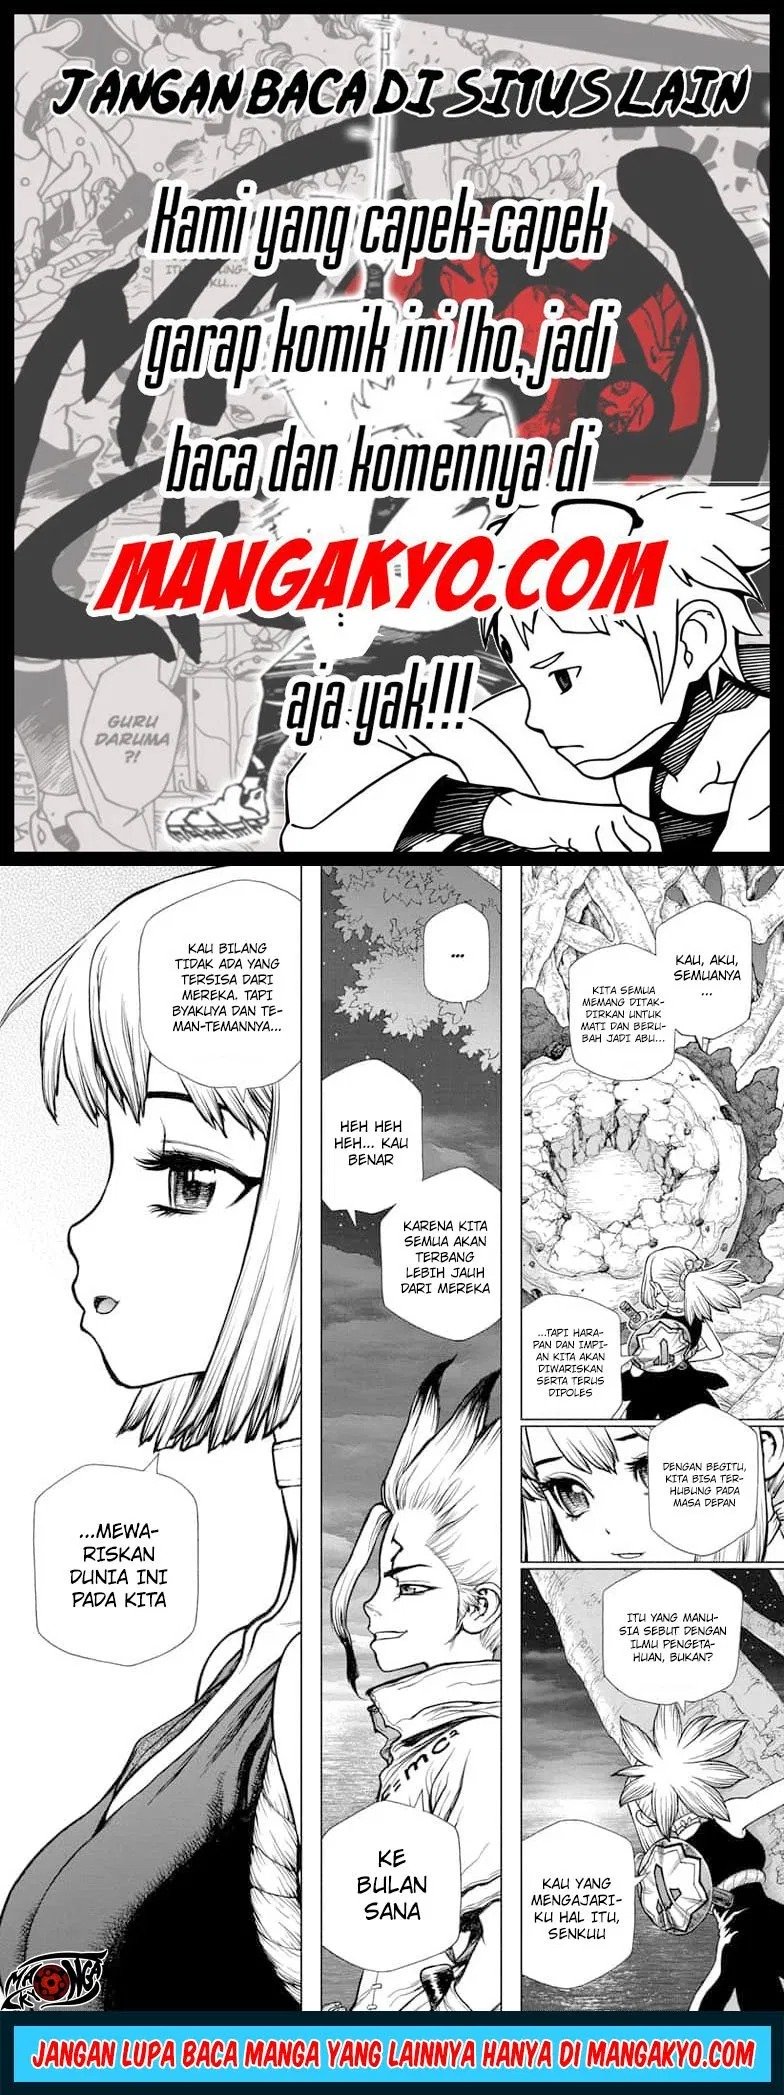 JANGAN BACA DI SITUS LAIN
Kami yang capek-capek
garap komik ini lho, jadi
baca dan komennya di
MANGAKYO.COM
aja yak!!!
GURU
DARUMA
?!
KAU, AKU,
SEMUANYA
...
KITA SEMUA
MEMANG DITAK-
DIRKAN UNTUK
MATI DAN BERU-
BAH JADI ABU...
...TAPI HARA-
PAN DAN IMPI-
AN KITA AKAN
DIWARISKAN
SERTA TERUS
DIPOLES
DENGAN BEGITU,
KITA BISA TER-
HUBUNG PADA
MASA DEPAN
ITU YANG MANU-
SIA SEBUT DENGAN
ILMU PENGETA-
HUAN, BUKAN?
KAU YANG
MENGAJARI-
KU HAL ITU,
SENKUU
...
HEH HEH
HEH... KAU
BENAR
KARENA KITA
SEMUA AKAN
TERBANG
LEBIH JAUH
DARI MEREKA
=mc²
KE
BULAN
SANA
KAU BILANG
TIDAK ADA YANG
TERSISA DARI
MEREKA. TAPI
BYAKUYA DAN TE-
MAN-TEMANNYA...
...MEWA-
RISKAN
DUNIA INI
PADA KITA
JANGAN LUPA BACA MANGA YANG LAINNYA HANYA DI MANGAKYO.COM